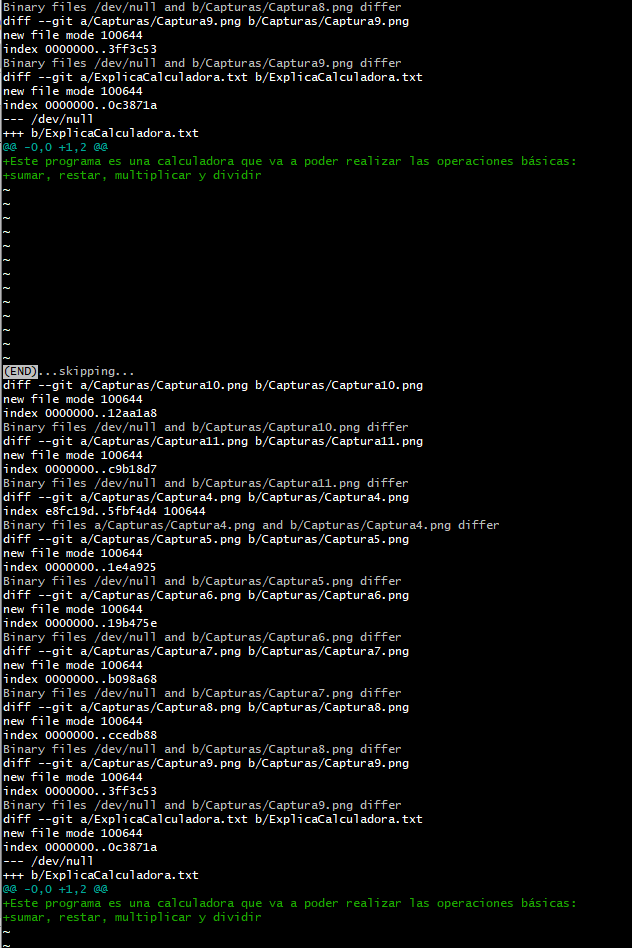 Binary files /dev/null and b/Capturas/Captura8.png differ
diff --git a/Capturas/Captura9.png b/Capturas/Captura9.png
new file mode 100644
index 0000000..3ff3c53
Binary files /dev/null and b/Capturas/Captura9.png differ
diff --git a/ExplicaCalculadora.txt b/ExplicaCalculadora.txt
new file mode 100644
index 0000000..0c3871a
--- /dev/null
+++ b/ExplicaCalculadora.txt
@@ -0,0 +1,2 @@
+Este programa es una calculadora que va a poder realizar las operaciones básicas:
+sumar, restar, multiplicar y dividir
~
~
~
~
~
~
~
~
~
~
~
~
~
(END)...skipping...
diff --git a/Capturas/Captura10.png b/Capturas/Captura10.png
new file mode 100644
index 0000000..12aa1a8
Binary files /dev/null and b/Capturas/Captura10.png differ
diff --git a/Capturas/Captura11.png b/Capturas/Captura11.png
new file mode 100644
index 0000000..c9b18d7
Binary files /dev/null and b/Capturas/Captura11.png differ
diff --git a/Capturas/Captura4.png b/Capturas/Captura4.png
index e8fc19d..5fbf4d4 100644
Binary files a/Capturas/Captura4.png and b/Capturas/Captura4.png differ
diff --git a/Capturas/Captura5.png b/Capturas/Captura5.png
new file mode 100644
index 0000000..1e4a925
Binary files /dev/null and b/Capturas/Captura5.png differ
diff --git a/Capturas/Captura6.png b/Capturas/Captura6.png
new file mode 100644
index 0000000..19b475e
Binary files /dev/null and b/Capturas/Captura6.png differ
diff --git a/Capturas/Captura7.png b/Capturas/Captura7.png
new file mode 100644
index 0000000..b098a68
Binary files /dev/null and b/Capturas/Captura7.png differ
diff --git a/Capturas/Captura8.png b/Capturas/Captura8.png
new file mode 100644
index 0000000..ccedb88
Binary files /dev/null and b/Capturas/Captura8.png differ
diff --git a/Capturas/Captura9.png b/Capturas/Captura9.png
new file mode 100644
index 0000000..3ff3c53
Binary files /dev/null and b/Capturas/Captura9.png differ
diff --git a/ExplicaCalculadora.txt b/ExplicaCalculadora.txt
new file mode 100644
index 0000000..0c3871a
--- /dev/null
+++ b/ExplicaCalculadora.txt
@@ -0,0 +1,2 @@
+Este programa es una calculadora que va a poder realizar las operaciones básicas:
+sumar, restar, multiplicar y dividir
~
~